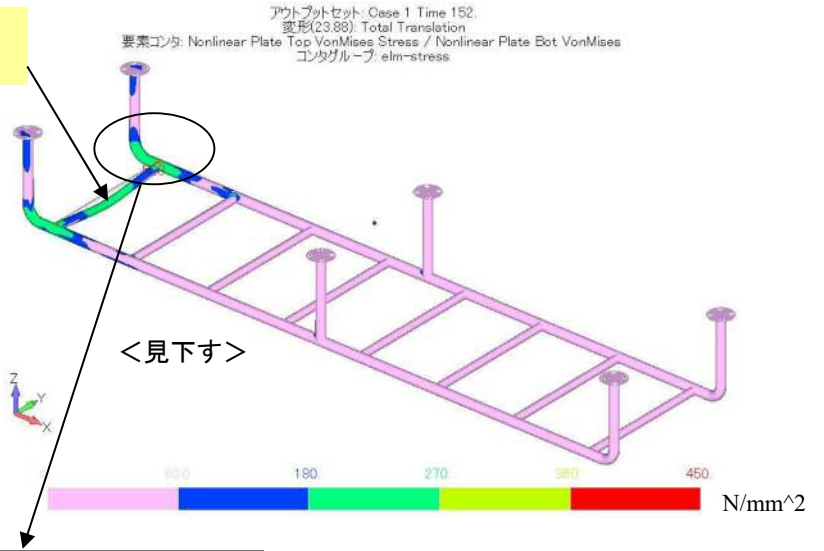 アウトプットセット: Case 1 Time 152.
変形(23.88): Total Translation
要素コンタ: Nonlinear Plate Top VonMises Stress / Nonlinear Plate Bot VonMises
コンタグループ: elm-stress
＜見下す＞
Z
Y
X
90.0 180. 270. 360. 450.
N/mm^2